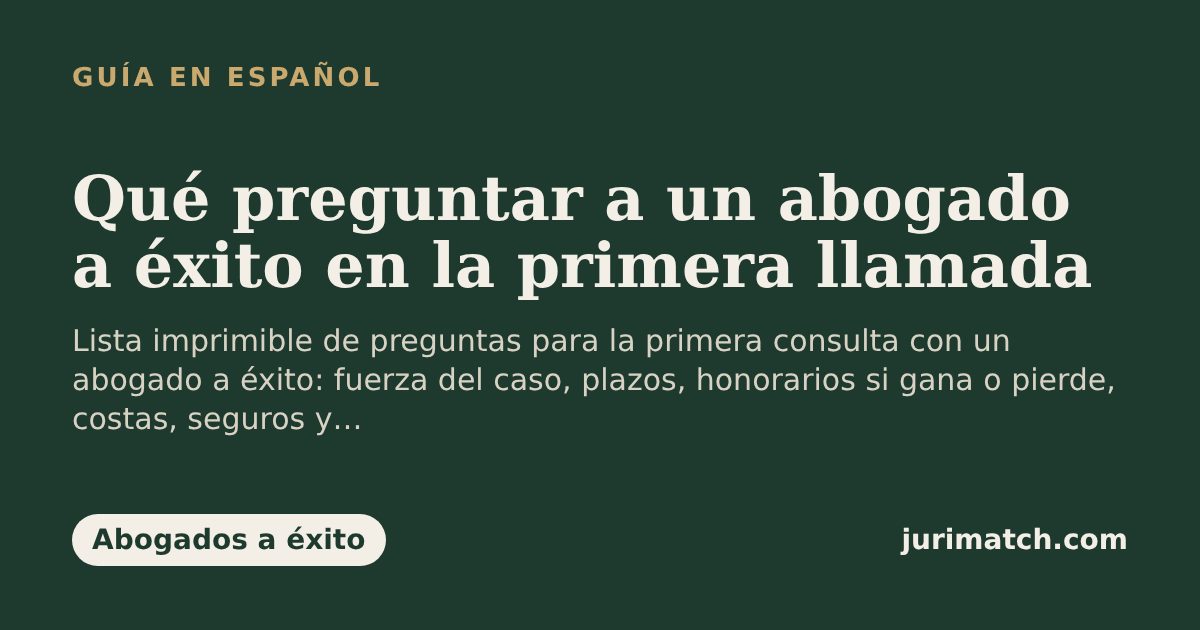 GUÍA EN ESPAÑOL
Qué preguntar a un abogado
a éxito en la primera llamada
Lista imprimible de preguntas para la primera consulta con un
abogado a éxito: fuerza del caso, plazos, honorarios si gana o pierde,
costas, seguros y…
Abogados a éxito
jurimatch.com